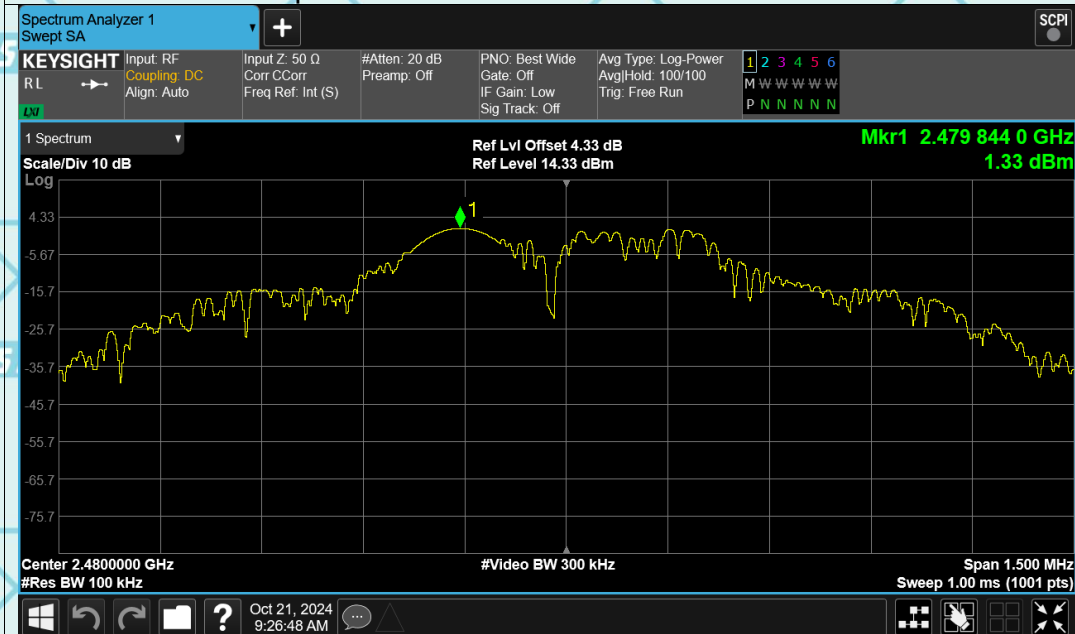 Spectrum Analyzer 1
Swept SA
+
SCPI
KEYSIGHT
R L
LXI
Input: RF
Coupling: DC
Align: Auto
Input Z: 50 Ω
Corr CCorr
Freq Ref: Int (S)
#Atten: 20 dB
Preamp: Off
PNO: Best Wide
Gate: Off
IF Gain: Low
Sig Track: Off
Avg Type: Log-Power
Avg|Hold: 100/100
Trig: Free Run
1 2 3 4 5 6
M W W W W W
P N N N N N
1 Spectrum
Scale/Div 10 dB
Log
Ref Lvl Offset 4.33 dB
Ref Level 14.33 dBm
Mkr1 2.479 844 0 GHz
1.33 dBm
1
4.33
-5.67
-15.7
-25.7
-35.7
-45.7
-55.7
-65.7
-75.7
Center 2.4800000 GHz
#Res BW 100 kHz
#Video BW 300 kHz
Span 1.500 MHz
Sweep 1.00 ms (1001 pts)
?
Oct 21, 2024
9:26:48 AM